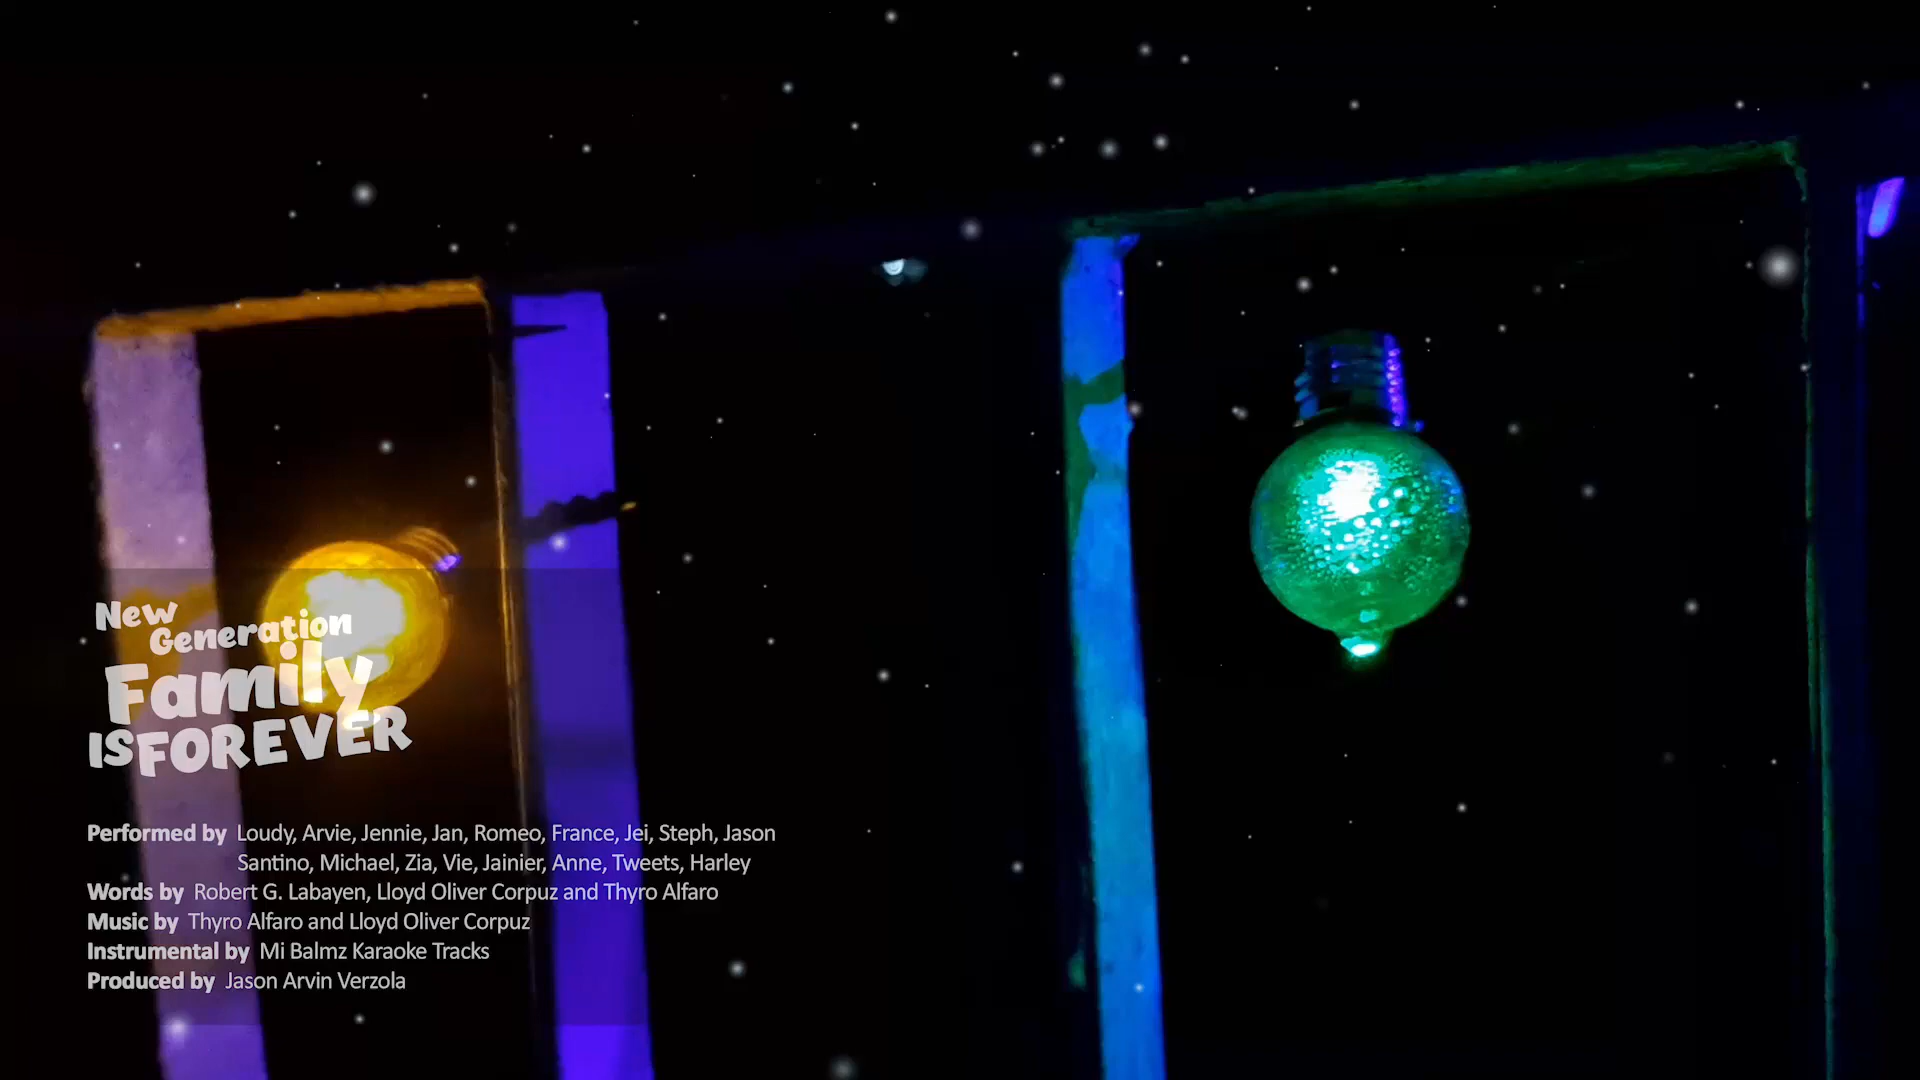 New
Generation
Family
IS FOREVER
Performed by Loudy, Arvie, Jennie, Jan, Romeo, France, Jei, Steph, Jason
Santino, Michael, Zia, Vie, Jainier, Anne, Tweets, Harley
Words by Robert G. Labayen, Lloyd Oliver Corpuz and Thyro Alfaro
Music by Thyro Alfaro and Lloyd Oliver Corpuz
Instrumental by Mi Balmz Karaoke Tracks
Produced by Jason Arvin Verzola